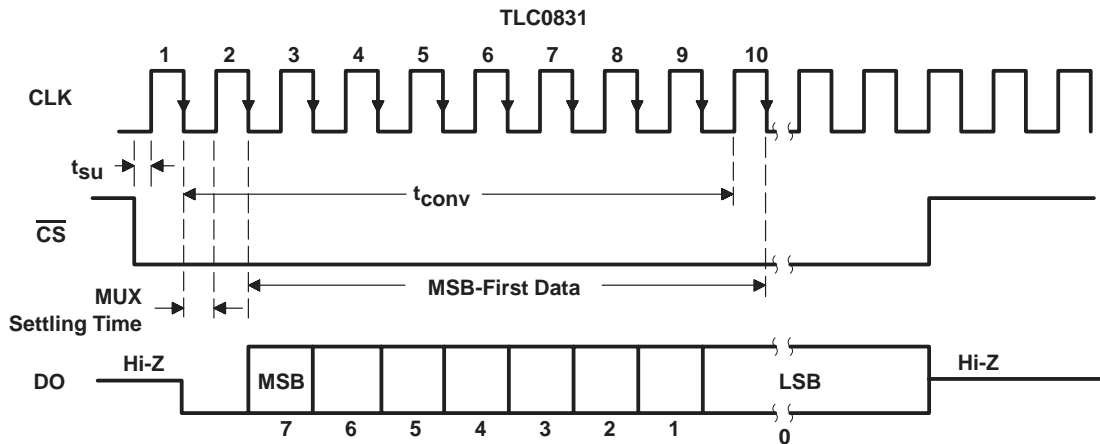 TLC0831
1 2 3 4 5 6 7 8 9 10
CLK
tsu
tconv
CS
MSB-First Data
MUX
Settling Time
Hi-Z
Hi-Z
DO
MSB
LSB
7 6 5 4 3 2 1 0